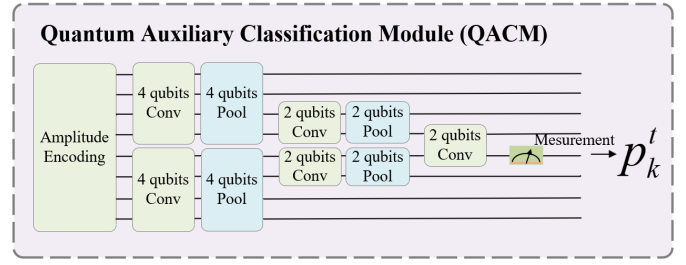 Quantum Auxiliary Classification Module (QACM)
Amplitude
Encoding
4 qubits
Conv
4 qubits
Pool
4 qubits
Conv
4 qubits
Pool
2 qubits
Conv
2 qubits
Pool
2 qubits
Conv
2 qubits
Pool
2 qubits
Conv
Mesurement
p_k^t